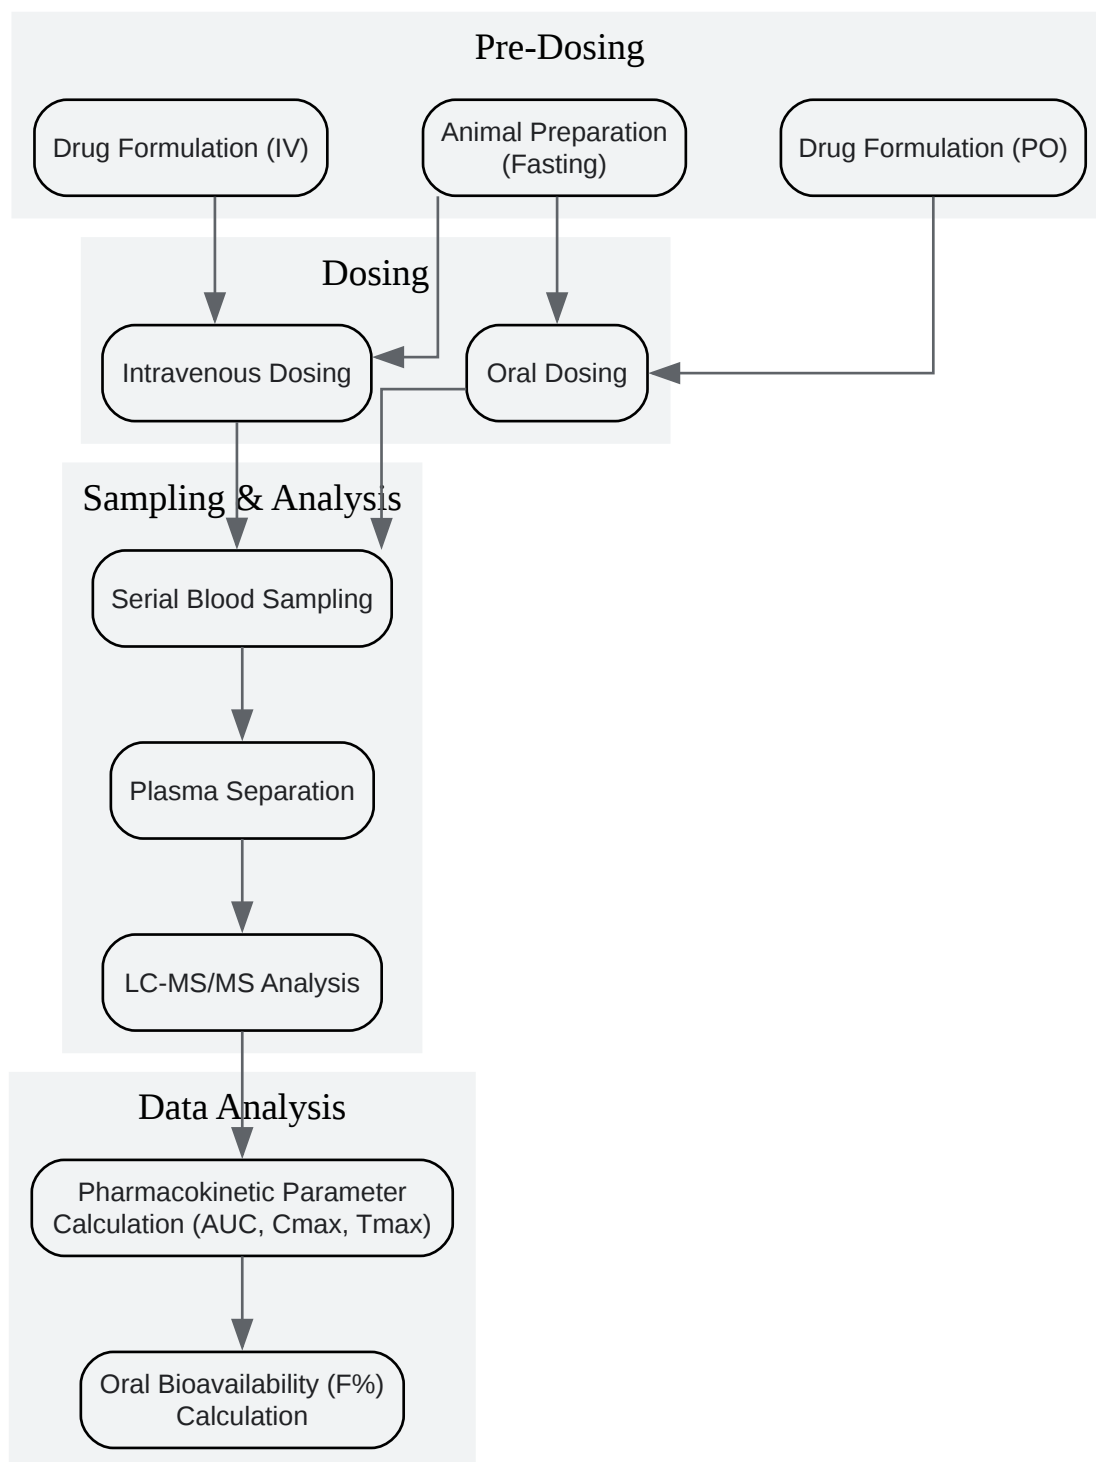 Pre-Dosing
Drug Formulation (IV)
Animal Preparation
(Fasting)
Drug Formulation (PO)
Dosing
Intravenous Dosing
Oral Dosing
Sampling & Analysis
Serial Blood Sampling
Plasma Separation
LC-MS/MS Analysis
Data Analysis
Pharmacokinetic Parameter
Calculation (AUC, Cmax, Tmax)
Oral Bioavailability (F%)
Calculation